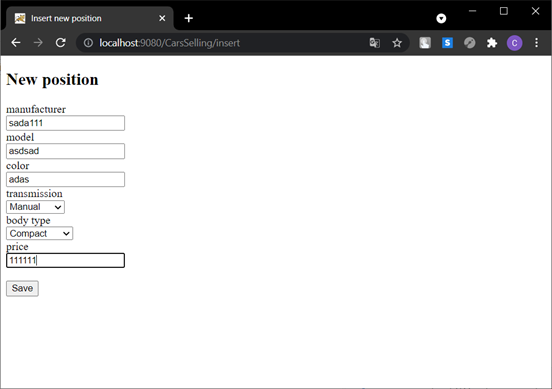 Insert new position
localhost:9080/CarsSelling/insert
S
C
New position
manufacturer
sada111
model
asdsad
color
adas
transmission
Manual
body type
Compact
price
111111
Save